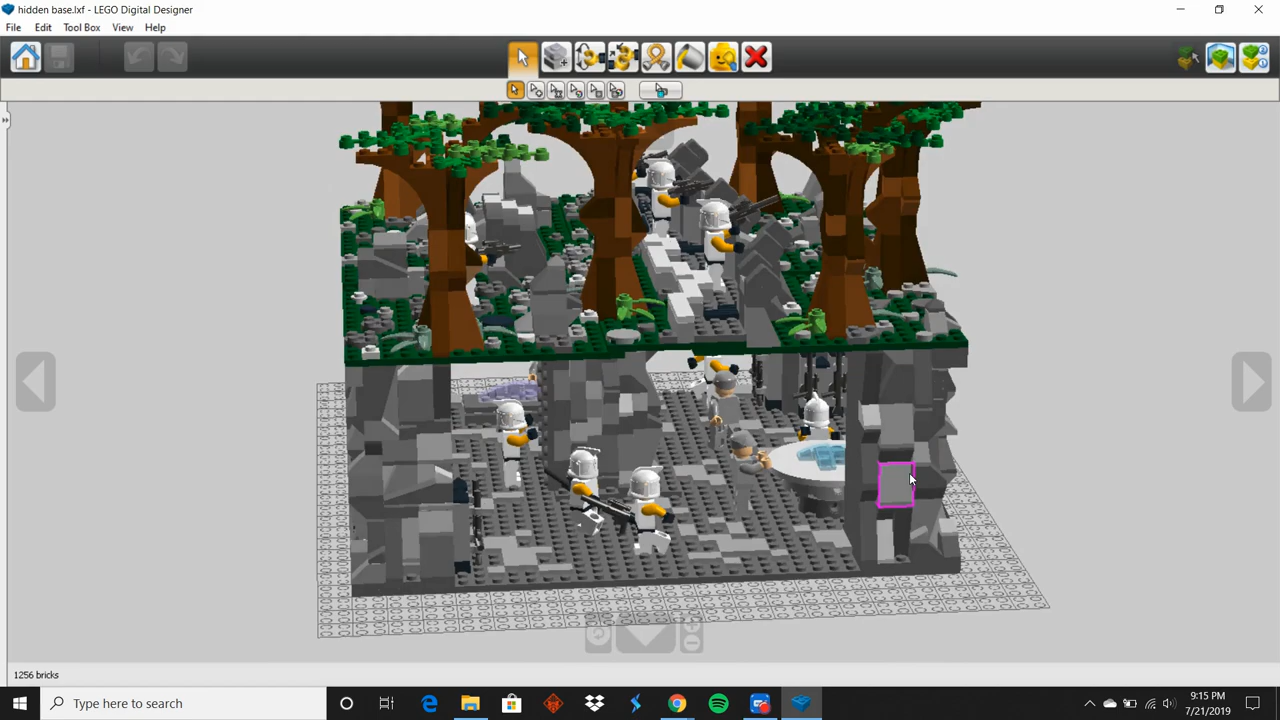 hidden base.lxf - LEGO Digital Designer
File Edit Tool Box View Help
1256 bricks
Type here to search
9:15 PM
7/21/2019